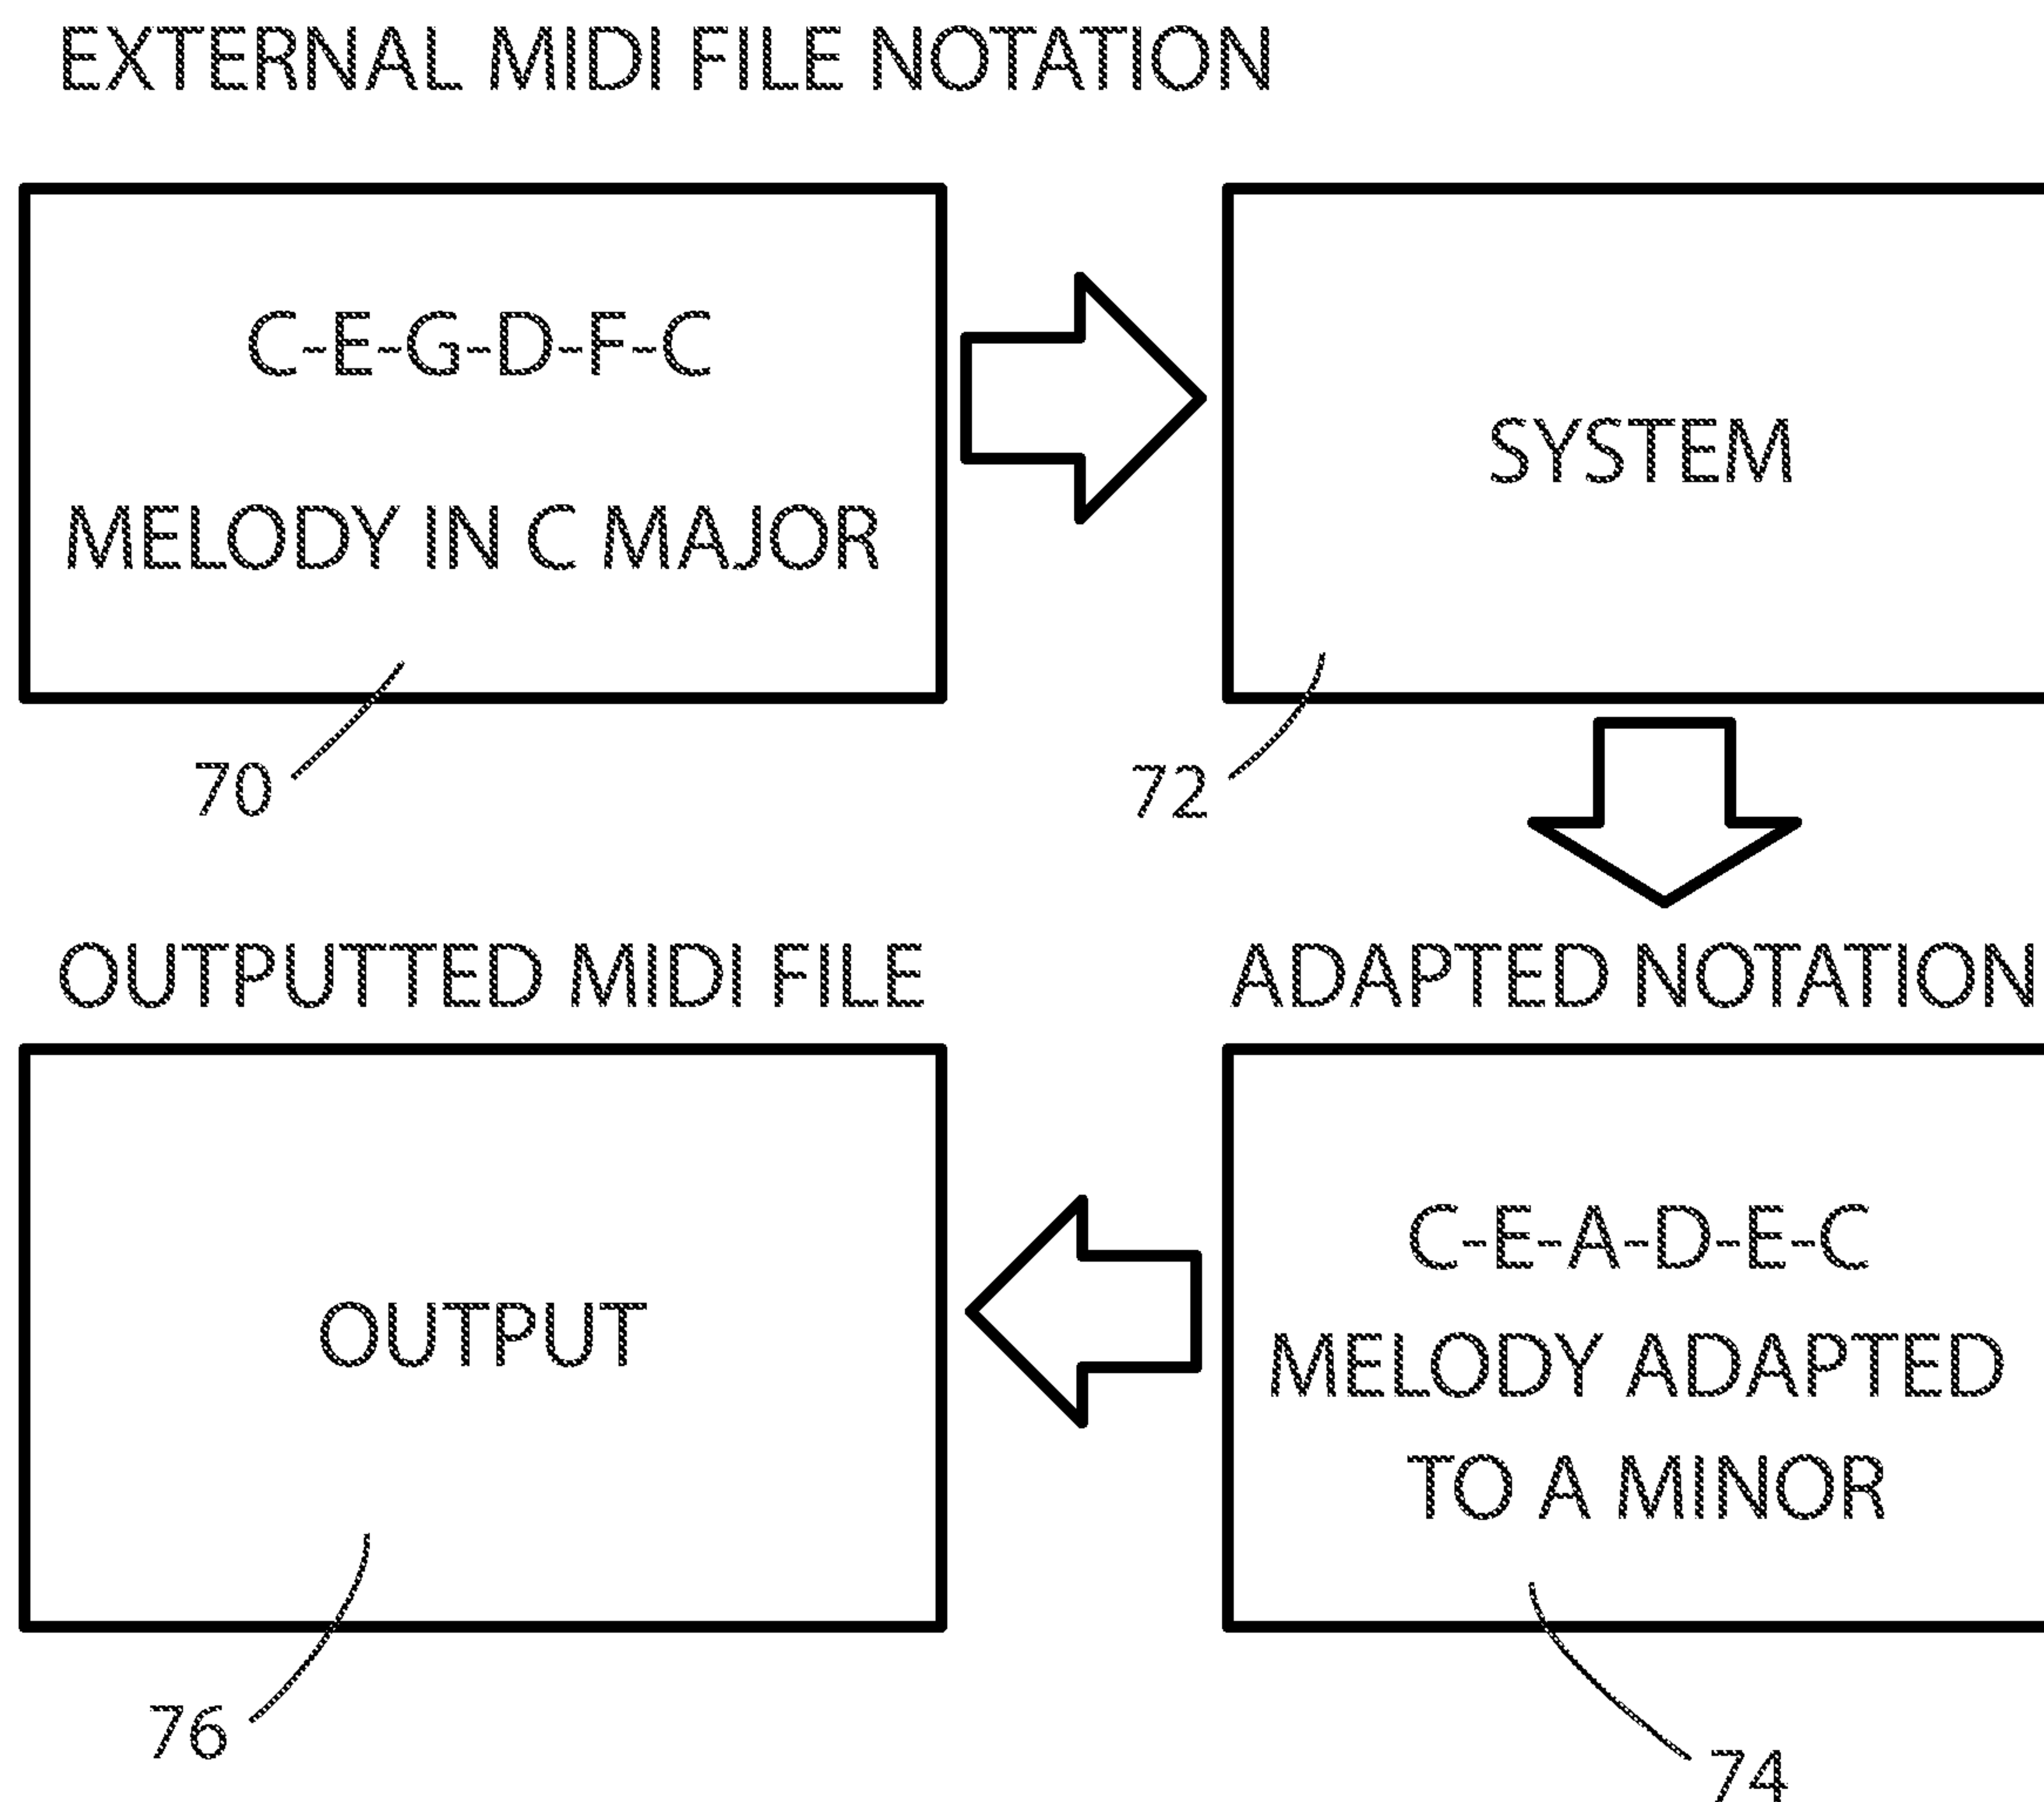 EXTERNAL MIDI FILE NOTATION
C-E-G-D-F-C
MELODY IN C MAJOR
SYSTEM
70
72
OUTPUTTED MIDI FILE
ADAPTED NOTATION
OUTPUT
C-E-A-D-E-C
MELODY ADAPTED
TO A MINOR
76
74